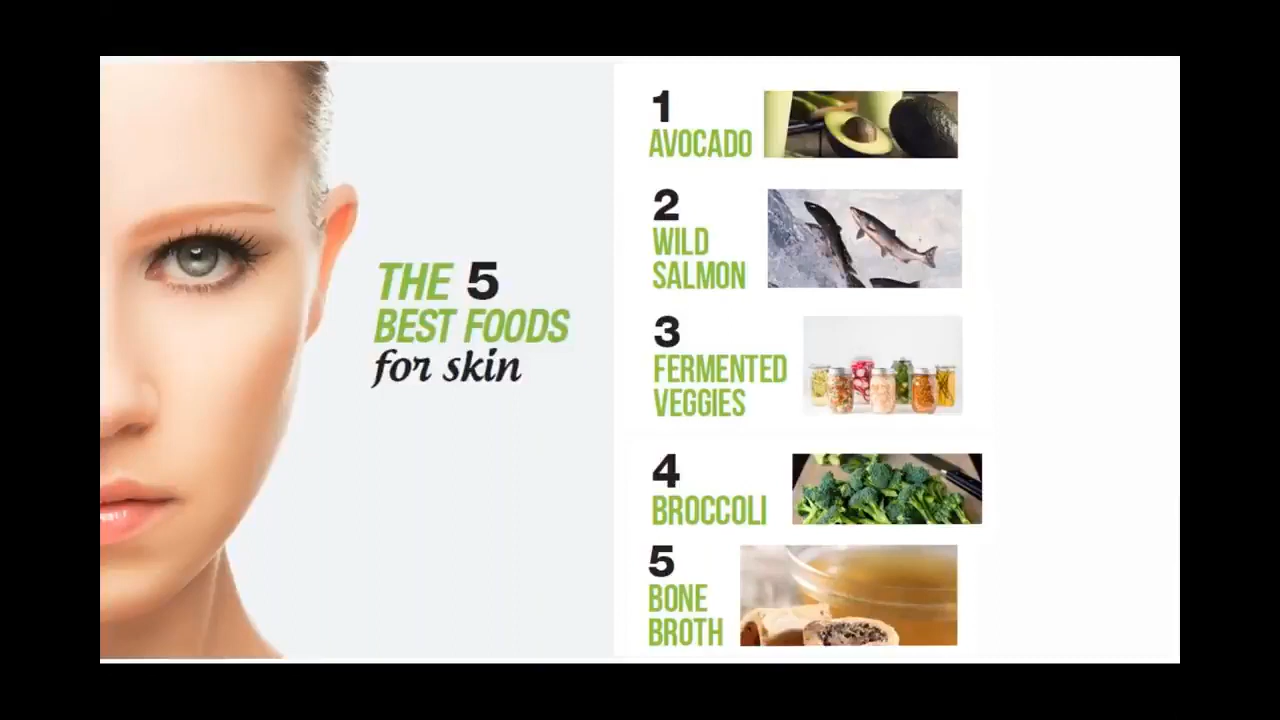 THE 5
BEST FOODS
for skin
1
AVOCADO
2
WILD
SALMON
3
FERMENTED
VEGGIES
4
BROCCOLI
5
BONE
BROTH